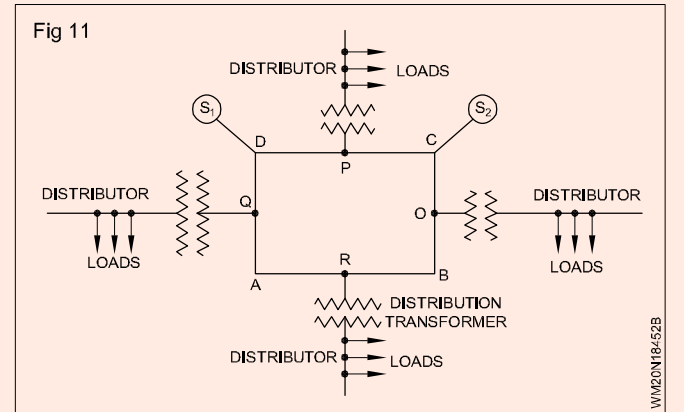 Fig 11
DISTRIBUTOR
LOADS
S1
S2
D
C
P
DISTRIBUTOR
Q
O
DISTRIBUTOR
LOADS
LOADS
R
A
B
DISTRIBUTION
TRANSFORMER
DISTRIBUTOR
LOADS
WM20N18452B